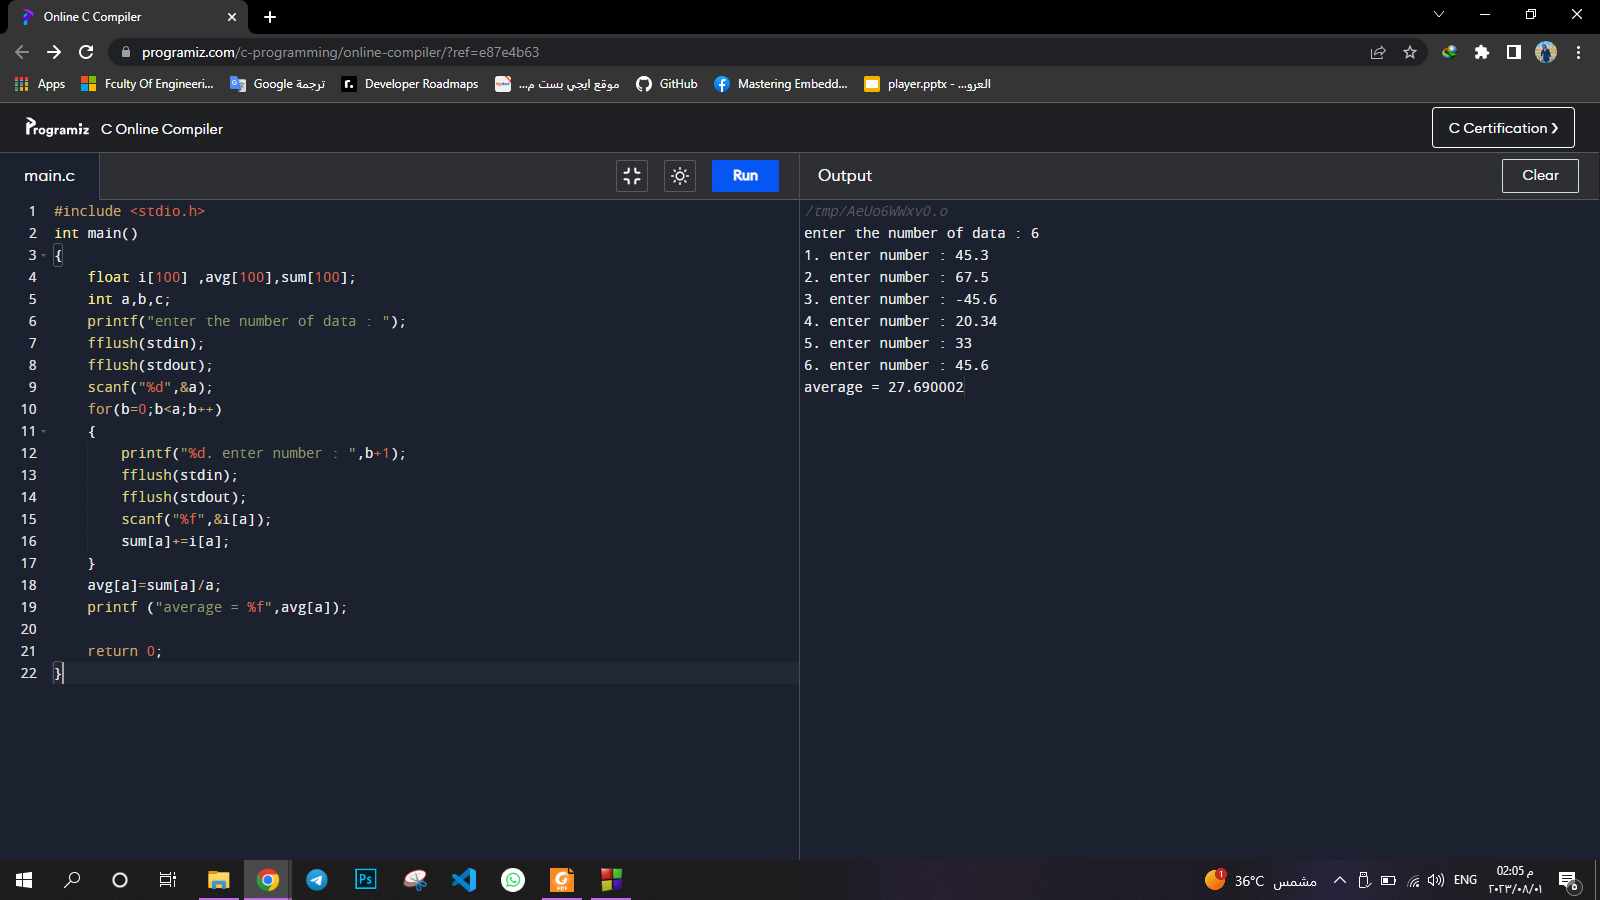 Online C Compiler
programiz.com/c-programming/online-compiler/?ref=e87e4b63
Apps
Fculty Of Engineeri...
Google ترجمة
Developer Roadmaps
موقع ايجي بست م...
GitHub
Mastering Embedd...
العرو... - player.pptx
Programiz C Online Compiler
C Certification ❯
main.c
Run
1 #include <stdio.h>
2 int main()
3 {
4 float i[100] ,avg[100],sum[100];
5 int a,b,c;
6 printf("enter the number of data : ");
7 fflush(stdin);
8 fflush(stdout);
9 scanf("%d",&a);
10 for(b=0;b<a;b++)
11 {
12 printf("%d. enter number : ",b+1);
13 fflush(stdin);
14 fflush(stdout);
15 scanf("%f",&i[a]);
16 sum[a]+=i[a];
17 }
18 avg[a]=sum[a]/a;
19 printf ("average = %f",avg[a]);
20
21 return 0;
22 }
Output
Clear
/tmp/AeUo6WWxv0.o
enter the number of data : 6
1. enter number : 45.3
2. enter number : 67.5
3. enter number : -45.6
4. enter number : 20.34
5. enter number : 33
6. enter number : 45.6
average = 27.690002
Ps
PDF
1
36°C مشمس
ENG
02:05 م
٢٠٢٣/٠٨/٠١
٥